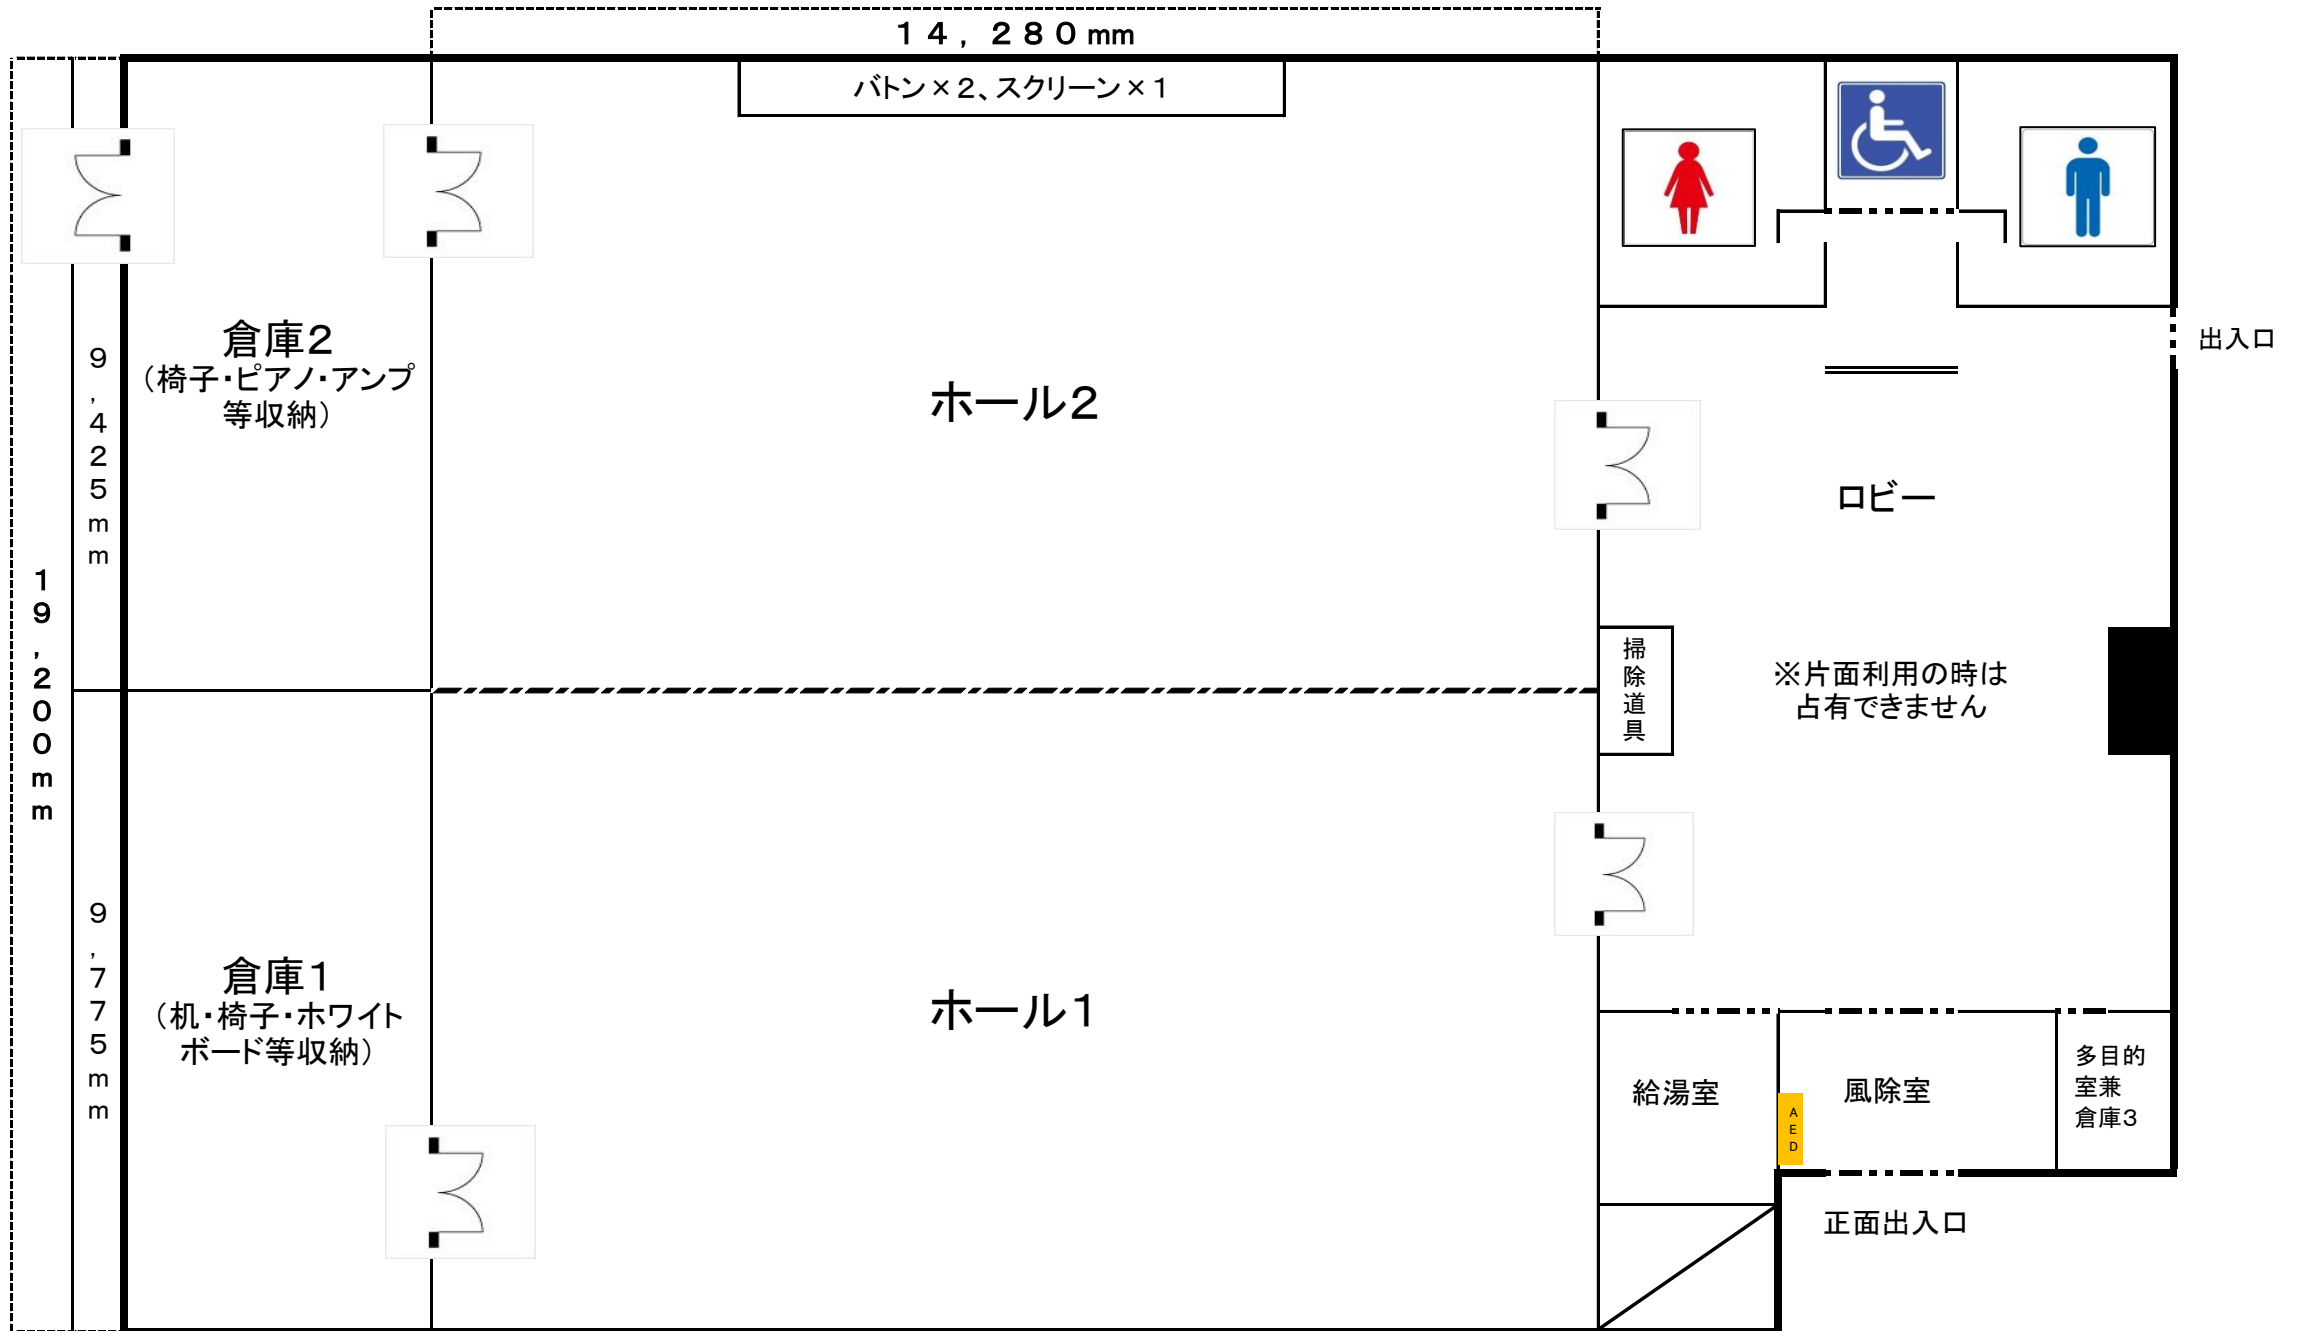 １４，２８０mm
バトン×２、スクリーン×１
出入口
倉庫２
（椅子・ピアノ・アンプ
等収納）
９，４２５ｍｍ
ホール２
ロビー
１９，２００ｍｍ
掃除道具
※片面利用の時は
占有できません
９，７７５ｍｍ
倉庫１
（机・椅子・ホワイト
ボード等収納）
ホール１
給湯室
AED
風除室
多目的
室兼
倉庫３
正面出入口